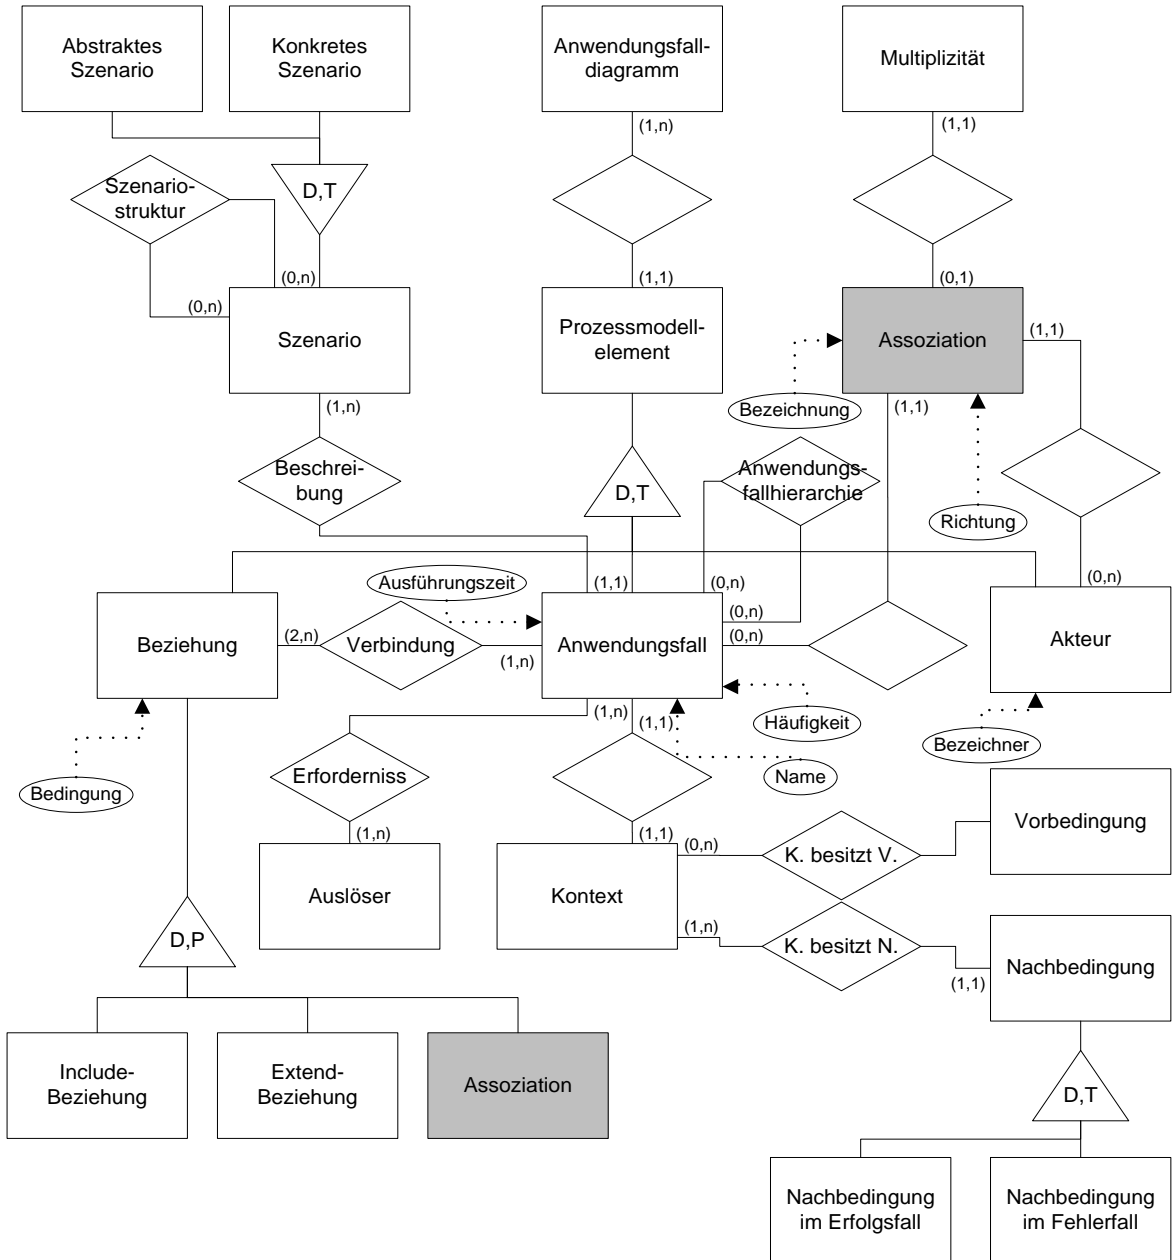 Abstraktes
Szenario
Konkretes
Szenario
Anwendungsfall-
diagramm
Multiplizität
(1,n)
(1,1)
D,T
Szenario-
struktur
(0,n)
(0,n)
(1,1)
(0,1)
Szenario
Prozessmodell-
element
Assoziation
(1,1)
(1,n)
(1,1)
Bezeichnung
Beschrei-
bung
D,T
Anwendungs-
fallhierarchie
Richtung
Ausführungszeit
(1,1)
(0,n)
(0,n)
Beziehung
(2,n)
Verbindung
(1,n)
Anwendungsfall
(0,n)
(0,n)
Akteur
(1,n)
(1,1)
Häufigkeit
Bezeichner
Bedingung
Erforderniss
Name
(1,n)
(1,1)
(0,n)
K. besitzt V.
Vorbedingung
Auslöser
Kontext
(1,n)
K. besitzt N.
(1,1)
Nachbedingung
D,P
Include-
Beziehung
Extend-
Beziehung
Assoziation
D,T
Nachbedingung
im Erfolgsfall
Nachbedingung
im Fehlerfall